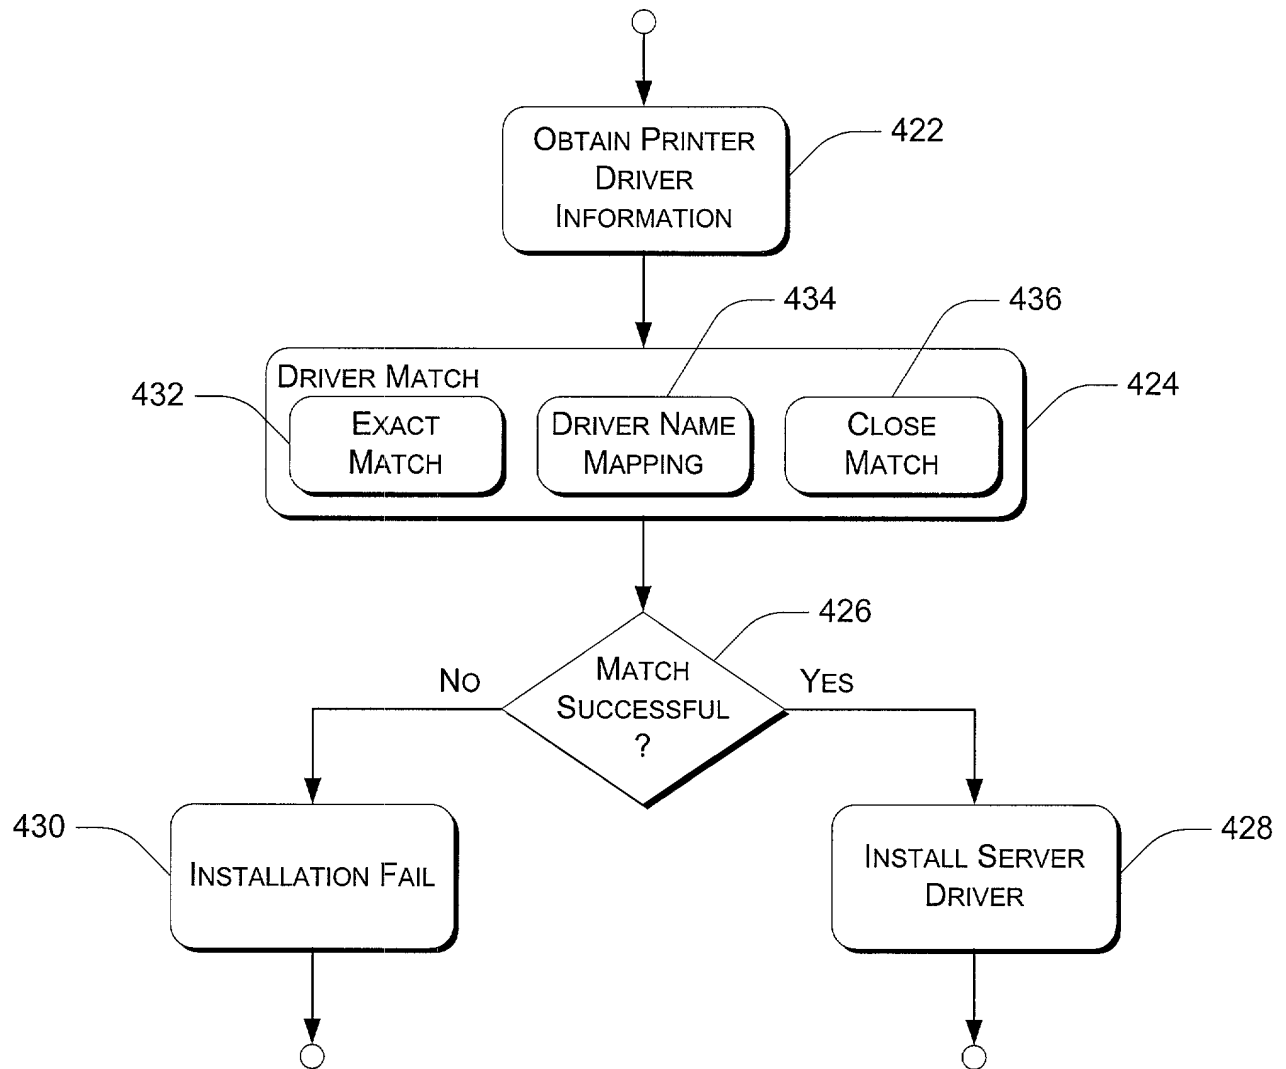 OBTAIN PRINTER
DRIVER
INFORMATION
422
434
436
DRIVER MATCH
432
424
EXACT
MATCH
DRIVER NAME
MAPPING
CLOSE
MATCH
426
MATCH
SUCCESSFUL
?
NO
YES
430
INSTALLATION FAIL
INSTALL SERVER
DRIVER
428